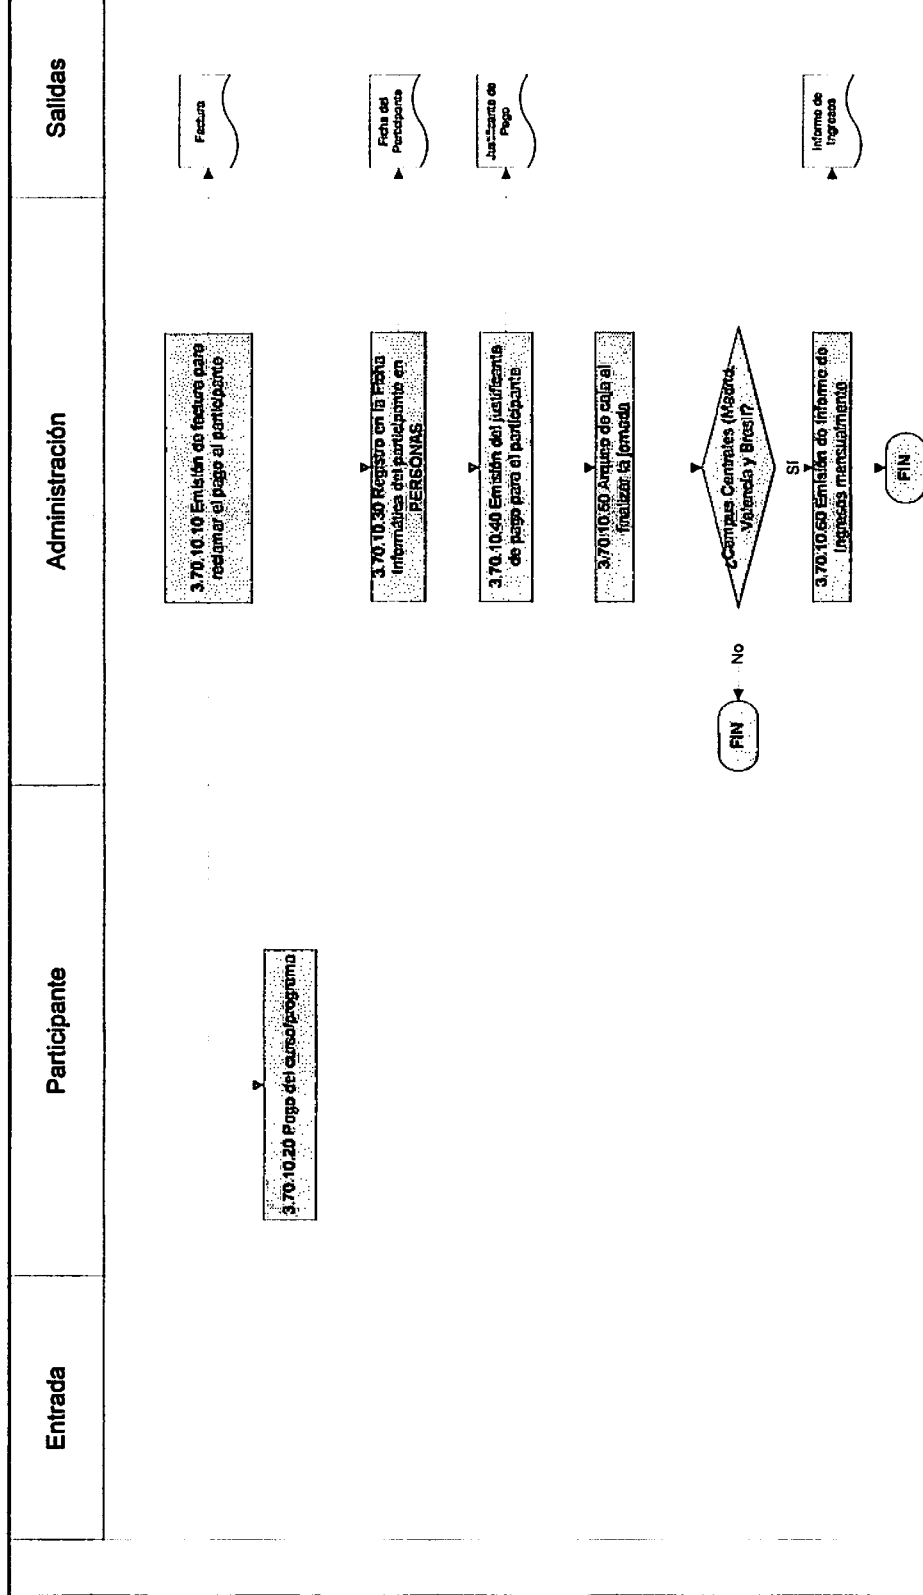 Entrada
Participante
Administración
Salidas
3.70.10.10 Emisión de factura para
reclamar el pago al participante
Factura
3.70.10.20 Pago del curso/programa
3.70.10.30 Registro en la Ficha
Informática del participante en
PERSONAS
Ficha del
Participante
3.70.10.40 Emisión del justificante
de pago para el participante
Justificante de
Pago
3.70.10.50 Arqueo de caja al
finalizar la jornada
¿Campus Centrales (Madrid,
Valencia y Brasil?
No
FIN
SÍ
3.70.10.60 Emisión do Informe de
Ingresos mensualmente
Informe de
Ingresos
FIN